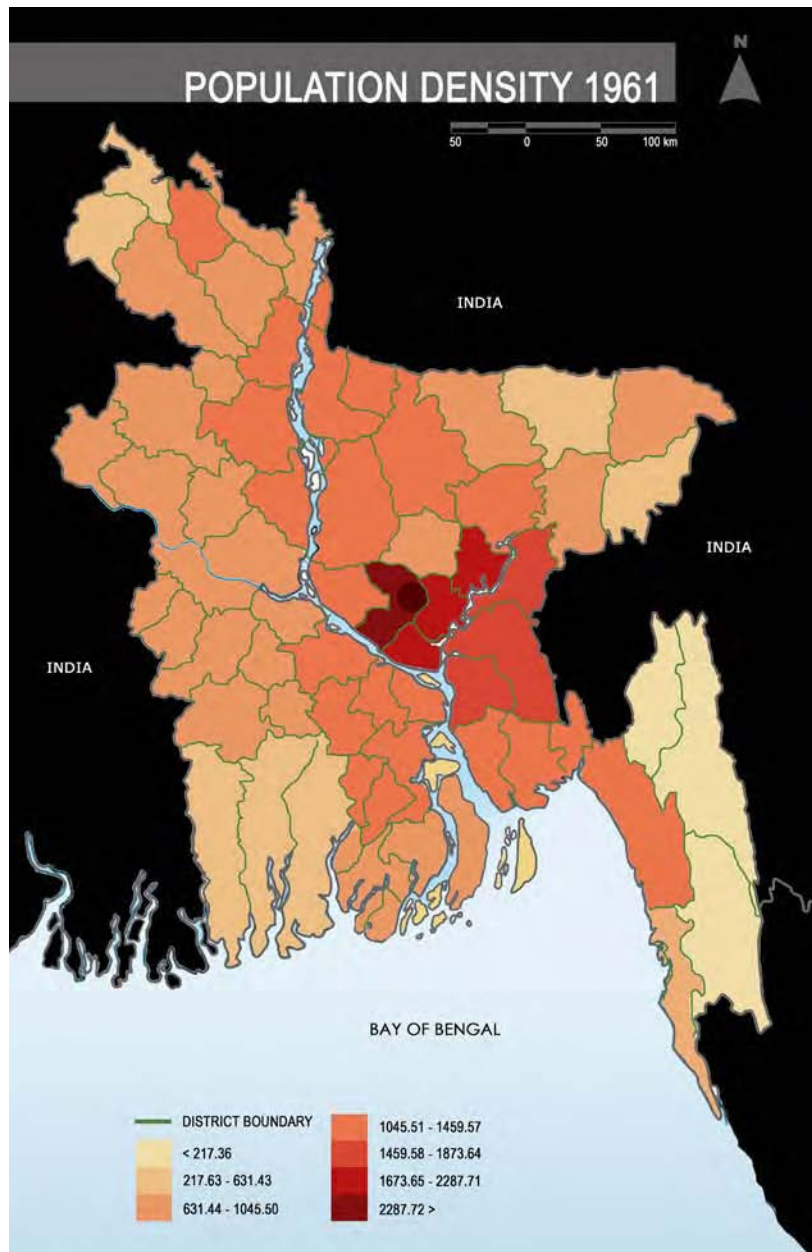 POPULATION DENSITY 1961
N
50 0 50 100 km
INDIA
INDIA
INDIA
BAY OF BENGAL
DISTRICT BOUNDARY
< 217.36
217.63 - 631.43
631.44 - 1045.50
1045.51 - 1459.57
1459.58 - 1873.64
1673.65 - 2287.71
2287.72 >